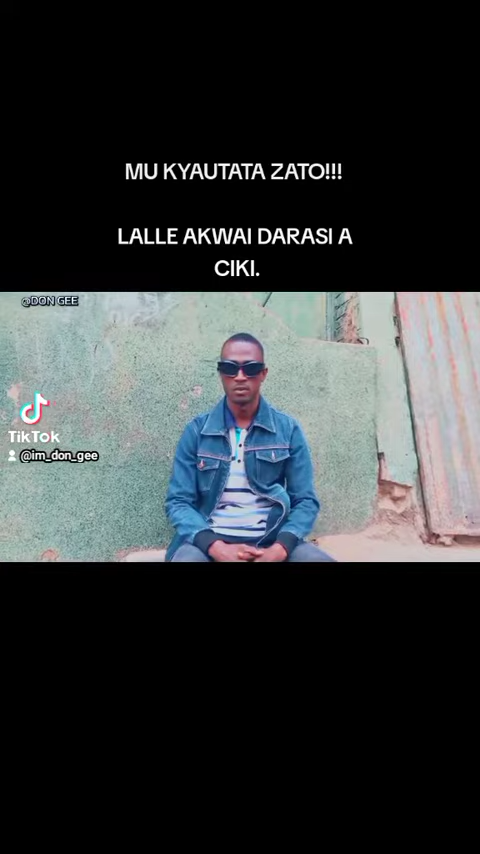 MU KYAUTATA ZATO!!!
LALLE AKWAI DARASI A
CIKI.
@DON GEE
TikTok
@im_don_gee